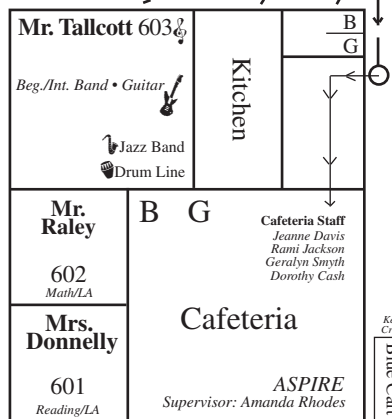 Mr. Tallcott 603
Beg./Int. Band • Guitar
Jazz Band
Drum Line
Kitchen
B
G
Mr.
Raley
602
Math/LA
B G
Cafeteria Staff
Jeanne Davis
Rami Jackson
Geralyn Smyth
Dorothy Cash
Cafeteria
Mrs.
Donnelly
601
Reading/LA
ASPIRE
Supervisor: Amanda Rhodes